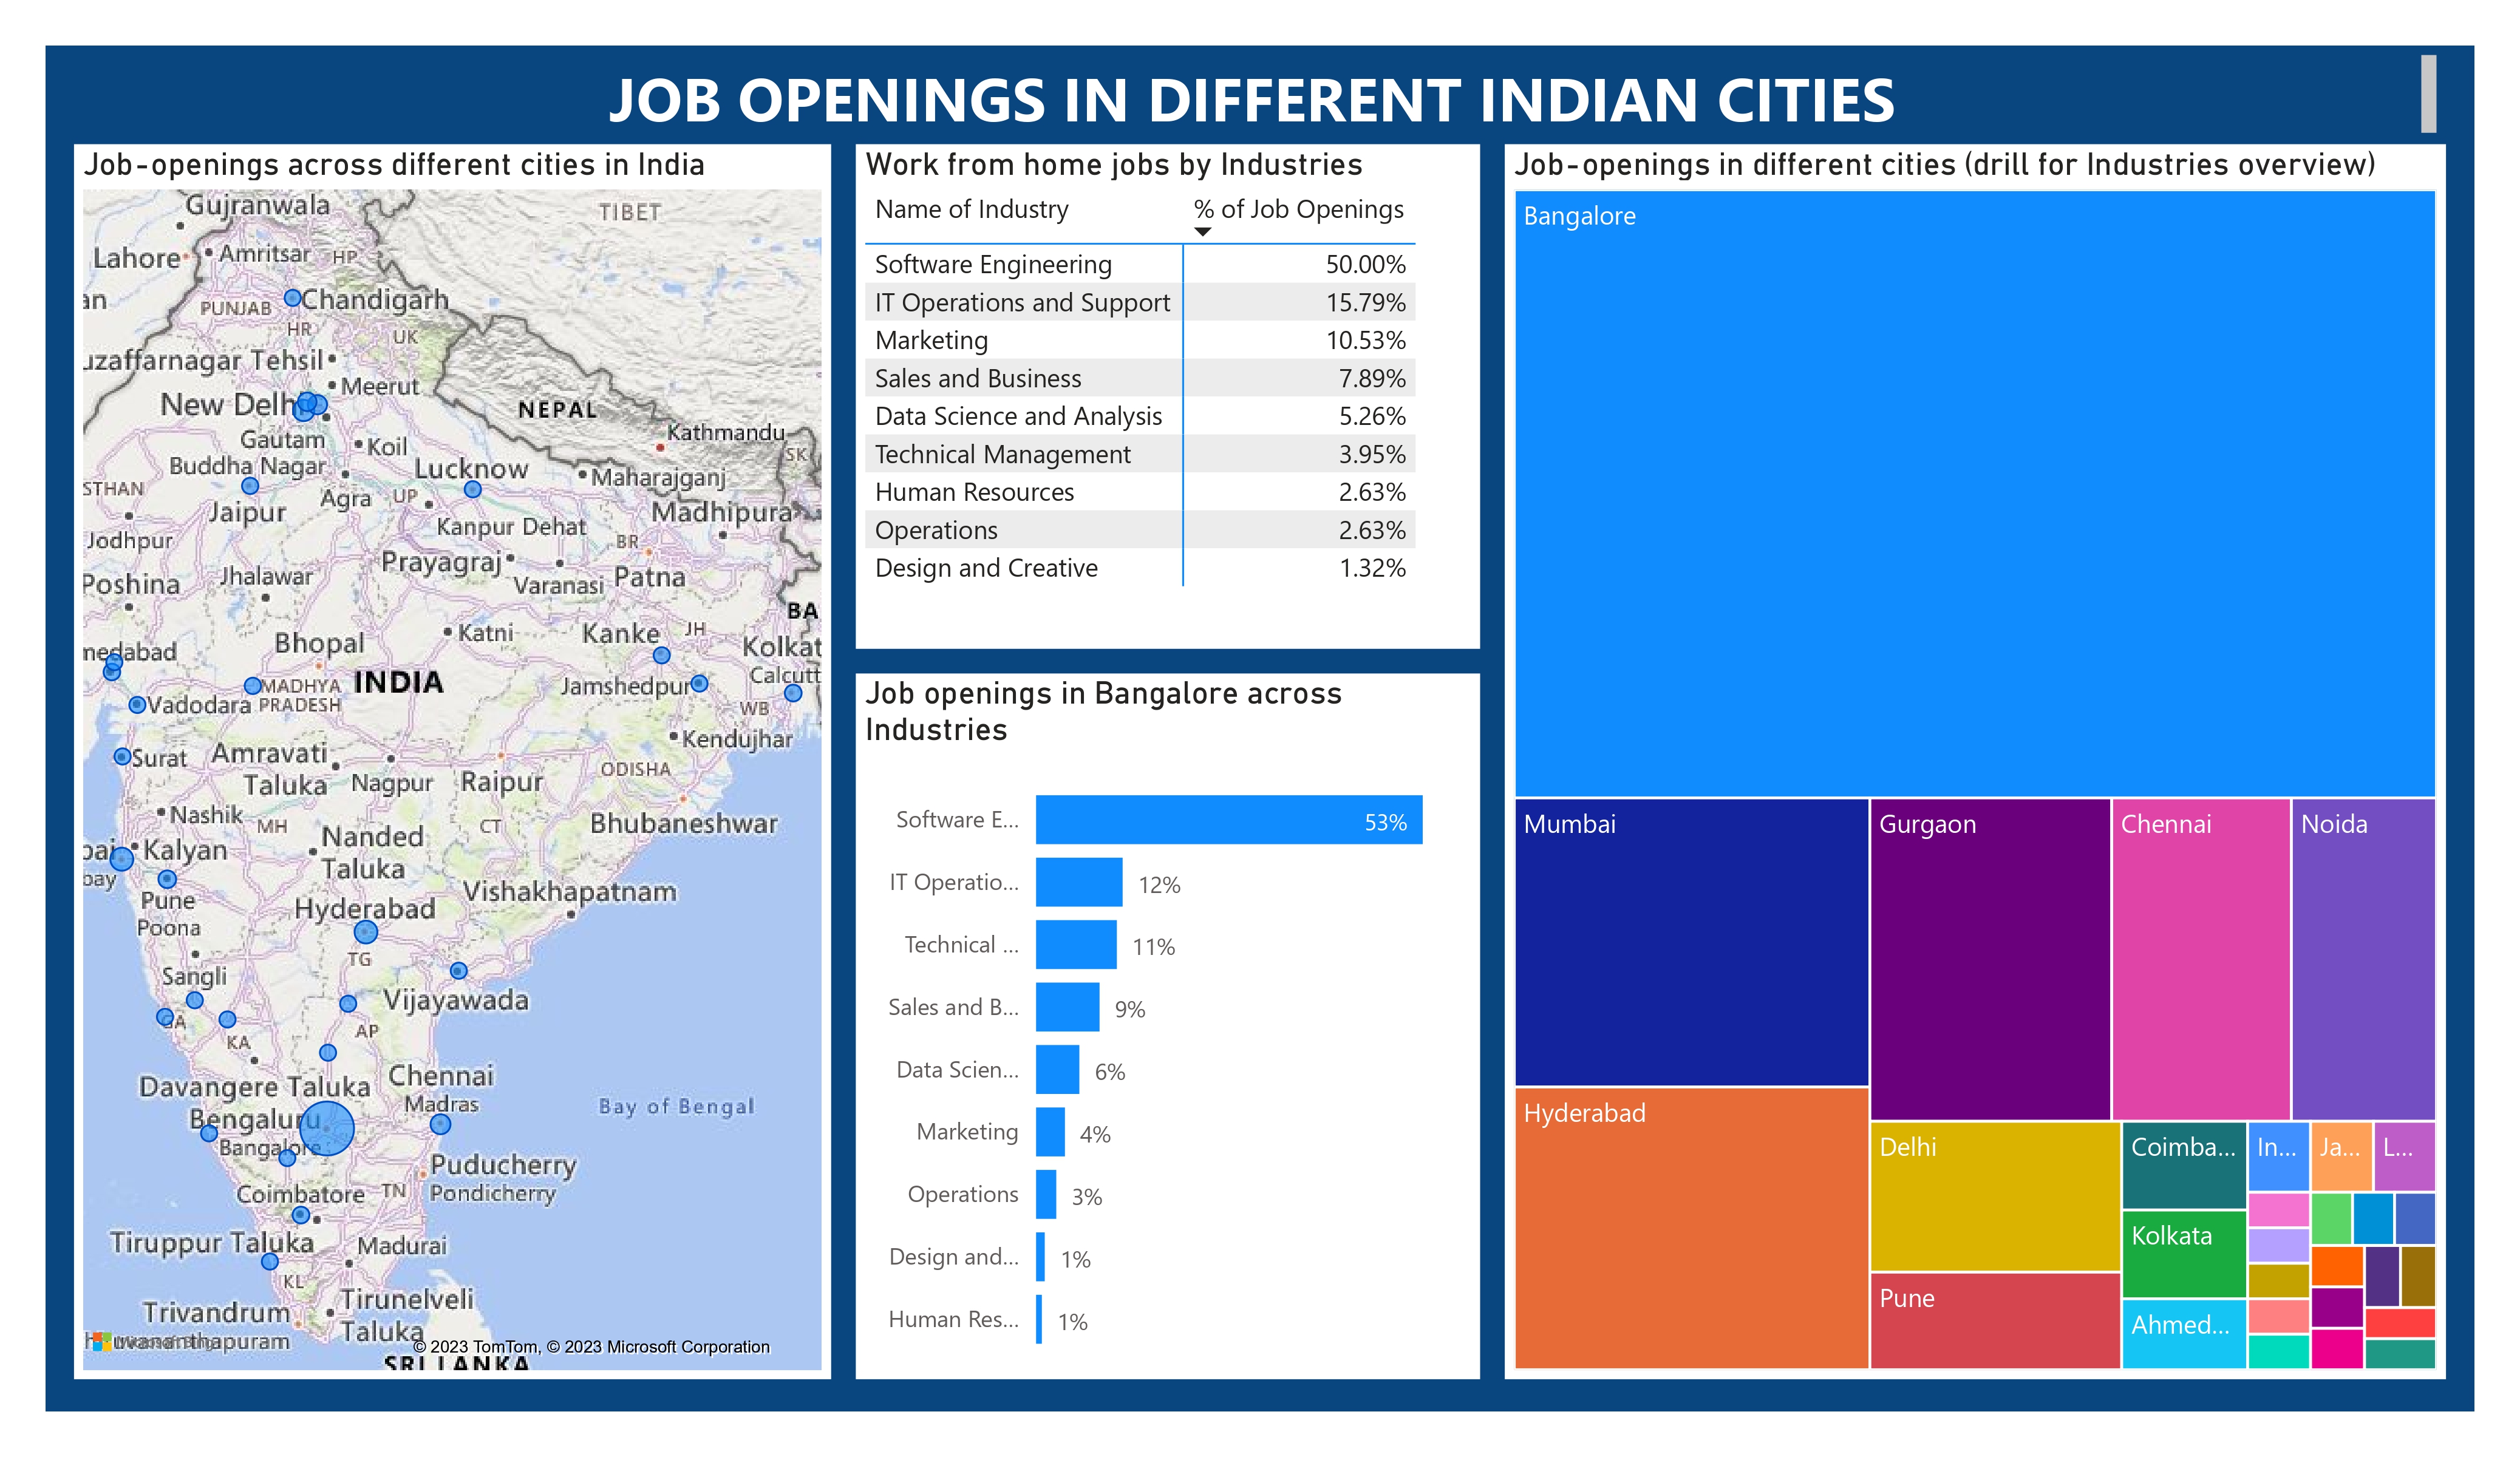 JOB OPENINGS IN DIFFERENT INDIAN CITIES
Job-openings across different cities in India
Gujranwala
TIBET
Lahore
Amritsar
HP
an
Chandigarh
PUNJAB
HR
UK
uzaffarnagar Tehsil
Meerut
New Delhi
NEPAL
Kathmandu
Gautam
Buddha Nagar
Koil
SK
Lucknow
Maharajganj
STHAN
Agra
UP
Jaipur
Madhipura
Kanpur Dehat
Jodhpur
BR
Prayagraj
Poshina
Jhalawar
Varanasi
Patna
BA
Bhopal
Katni
Kanke
JH
medabad
Kolkat
Calcutt
MADHYA
PRADESH
INDIA
Jamshedpur
Vadodara
WB
Kendujhar
Surat
Amravati
Taluka
Nagpur
Raipur
ODISHA
Nashik
MH
CT
Bhubaneshwar
Nanded
Taluka
bai
bay
Kalyan
Pune
Poona
Vishakhapatnam
Hyderabad
TG
Sangli
Vijayawada
GA
AP
KA
Davangere Taluka
Chennai
Madras
Bay of Bengal
Bengaluru
Bangalore
Puducherry
Pondicherry
Coimbatore
TN
Tiruppur Taluka
Madurai
KL
Trivandrum
Tirunelveli
Taluka
© 2023 TomTom, © 2023 Microsoft Corporation
SRI LANKA
Work from home jobs by Industries
Name of Industry % of Job Openings
Software Engineering 50.00%
IT Operations and Support 15.79%
Marketing 10.53%
Sales and Business 7.89%
Data Science and Analysis 5.26%
Technical Management 3.95%
Human Resources 2.63%
Operations 2.63%
Design and Creative 1.32%
Job openings in Bangalore across
Industries
Software E... 53%
IT Operatio... 12%
Technical ... 11%
Sales and B... 9%
Data Scien... 6%
Marketing 4%
Operations 3%
Design and... 1%
Human Res... 1%
Job-openings in different cities (drill for Industries overview)
Bangalore
Mumbai
Gurgaon
Chennai
Noida
Hyderabad
Delhi
Coimba...
In...
Ja...
L...
Kolkata
Pune
Ahmed...